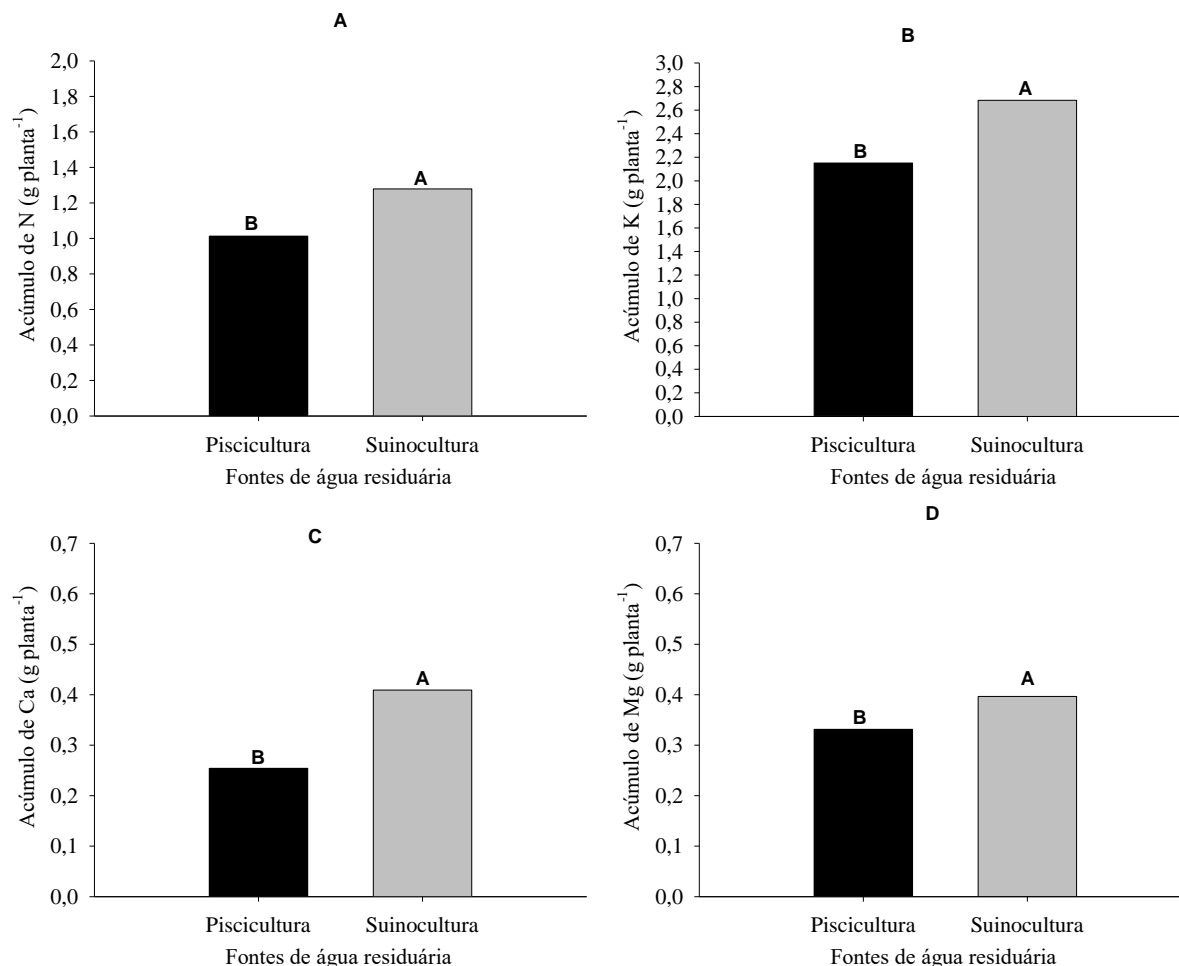 A
2,0
1,8
1,6
1,4
1,2
1,0
0,8
0,6
0,4
0,2
0,0
Acúmulo de N (g planta-1)
B
A
Piscicultura Suinocultura
Fontes de água residuária
B
3,0
2,8
2,6
2,4
2,2
2,0
1,8
1,6
1,4
1,2
1,0
0,8
0,6
0,4
0,2
0,0
Acúmulo de K (g planta-1)
B
A
Piscicultura Suinocultura
Fontes de água residuária
C
0,7
0,6
0,5
0,4
0,3
0,2
0,1
0,0
Acúmulo de Ca (g planta-1)
B
A
Piscicultura Suinocultura
Fontes de água residuária
D
0,7
0,6
0,5
0,4
0,3
0,2
0,1
0,0
Acúmulo de Mg (g planta-1)
B
A
Piscicultura Suinocultura
Fontes de água residuária